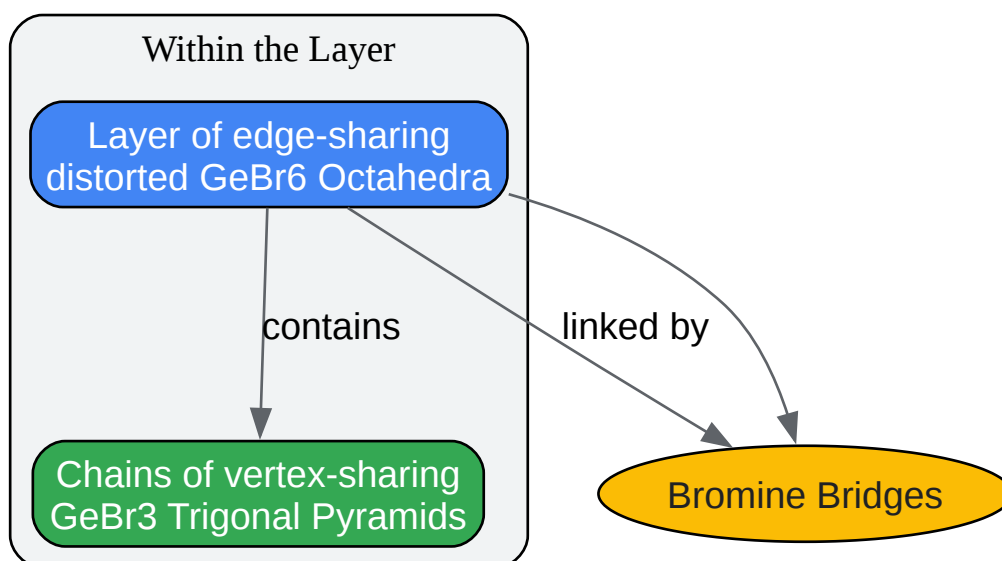 Within the Layer
Layer of edge-sharing
distorted GeBr6 Octahedra
contains
linked by
Chains of vertex-sharing
GeBr3 Trigonal Pyramids
Bromine Bridges